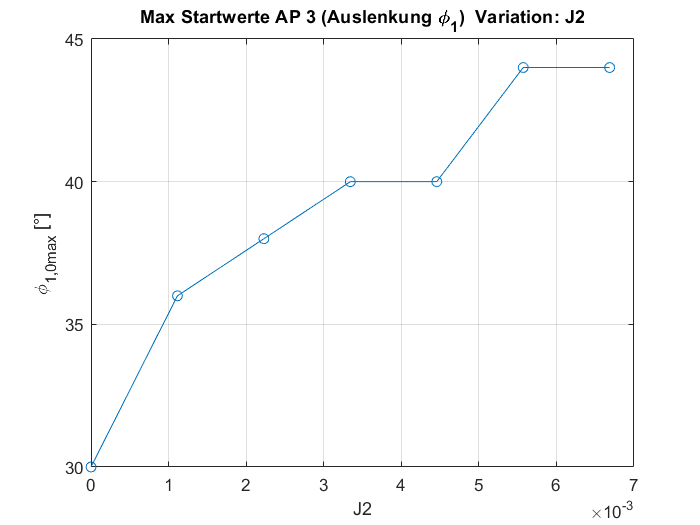 Max Startwerte AP 3 (Auslenkung ϕ₁)  Variation: J2
45
40
35
30
ϕ1,0max [°]
0 1 2 3 4 5 6 7
J2
×10⁻³